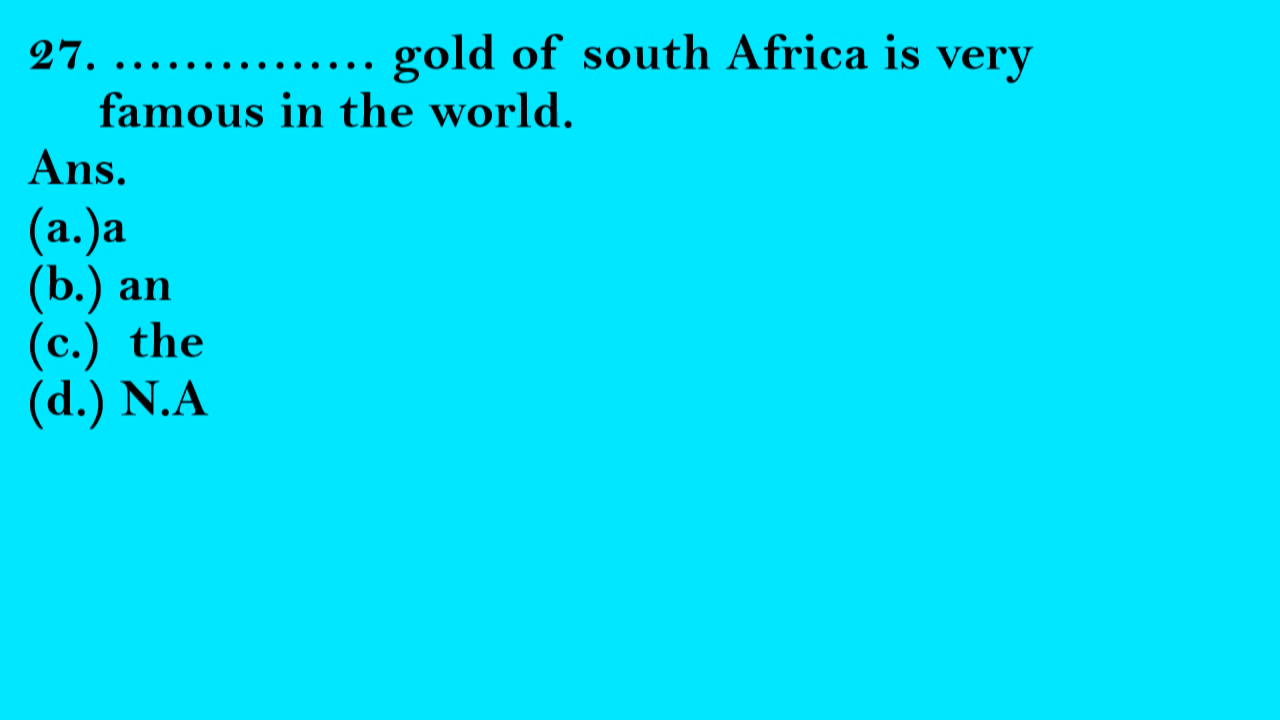 27. ............... gold of south Africa is very
famous in the world.
Ans.
(a.)a
(b.) an
(c.) the
(d.) N.A